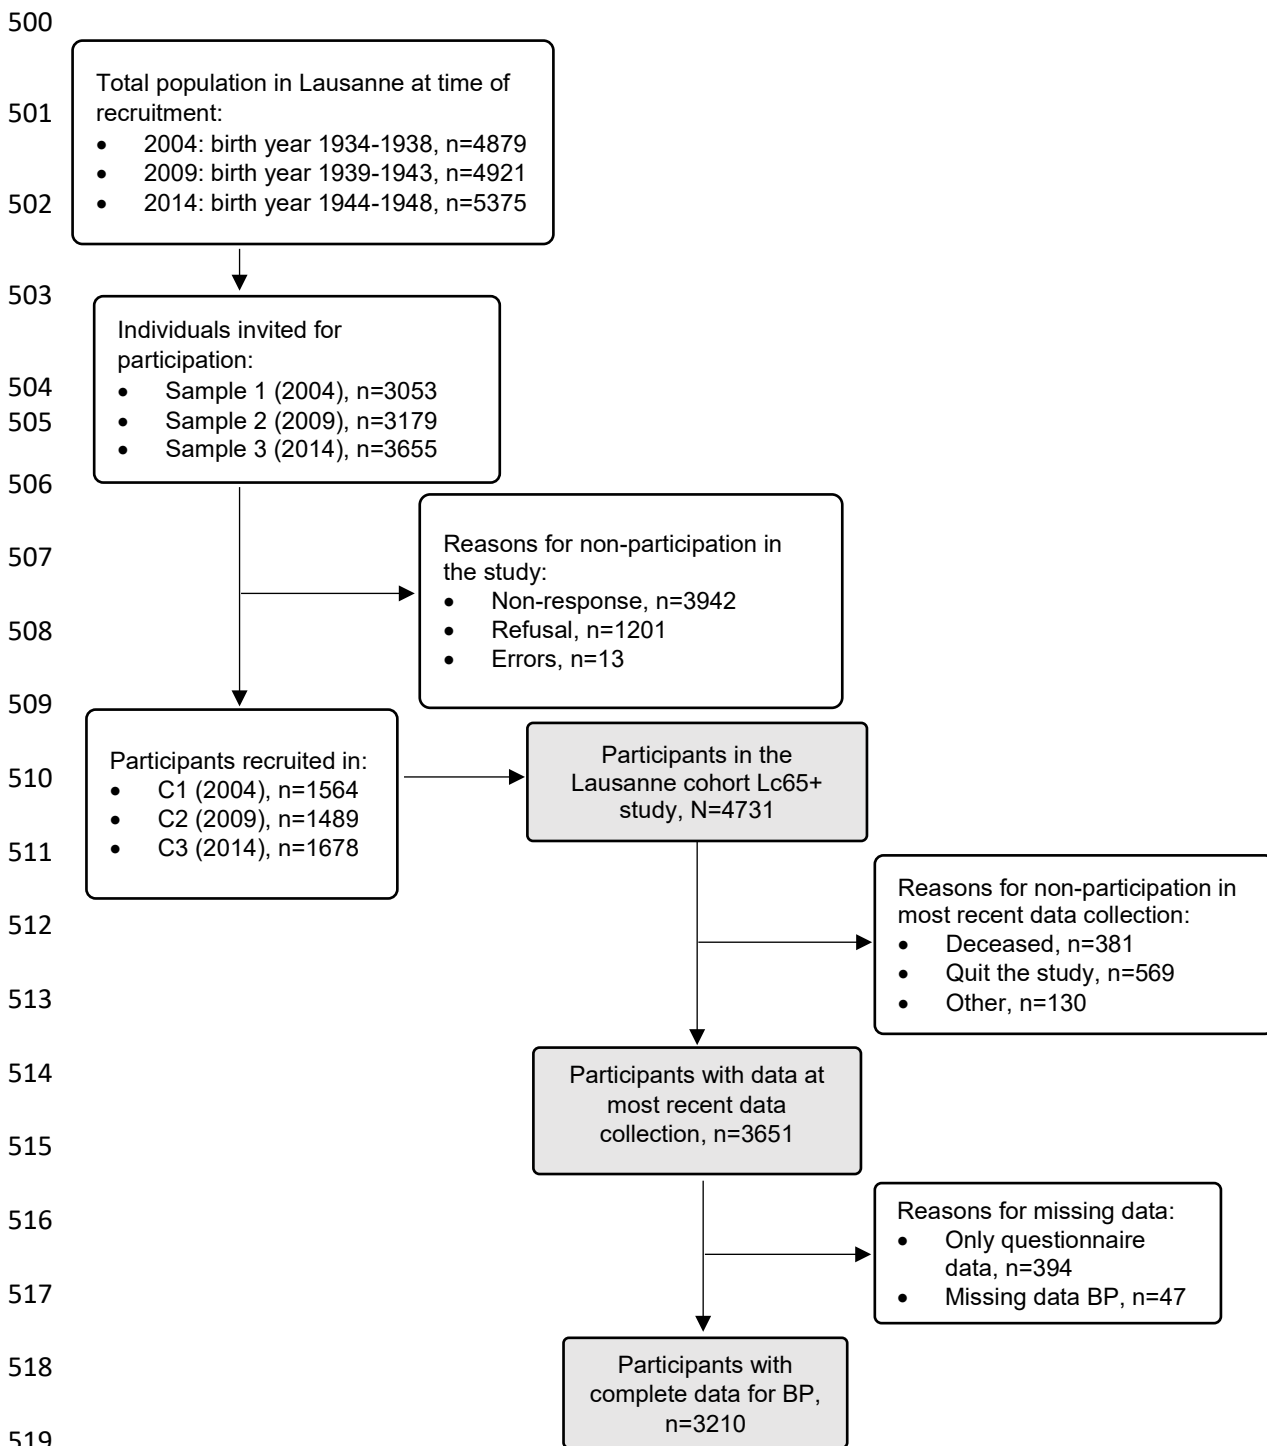 500
Total population in Lausanne at time of
501
recruitment:
• 2004: birth year 1934-1938, n=4879
• 2009: birth year 1939-1943, n=4921
502
• 2014: birth year 1944-1948, n=5375
503
Individuals invited for
participation:
504
• Sample 1 (2004), n=3053
505
• Sample 2 (2009), n=3179
• Sample 3 (2014), n=3655
506
507
Reasons for non-participation in
the study:
• Non-response, n=3942
508
• Refusal, n=1201
• Errors, n=13
509
Participants recruited in:
510
• C1 (2004), n=1564
• C2 (2009), n=1489
511
• C3 (2014), n=1678
Participants in the
Lausanne cohort Lc65+
study, N=4731
512
Reasons for non-participation in
most recent data collection:
• Deceased, n=381
• Quit the study, n=569
513
• Other, n=130
514
Participants with data at
most recent data
515
collection, n=3651
516
Reasons for missing data:
• Only questionnaire
data, n=394
517
• Missing data BP, n=47
518
Participants with
complete data for BP,
n=3210
519